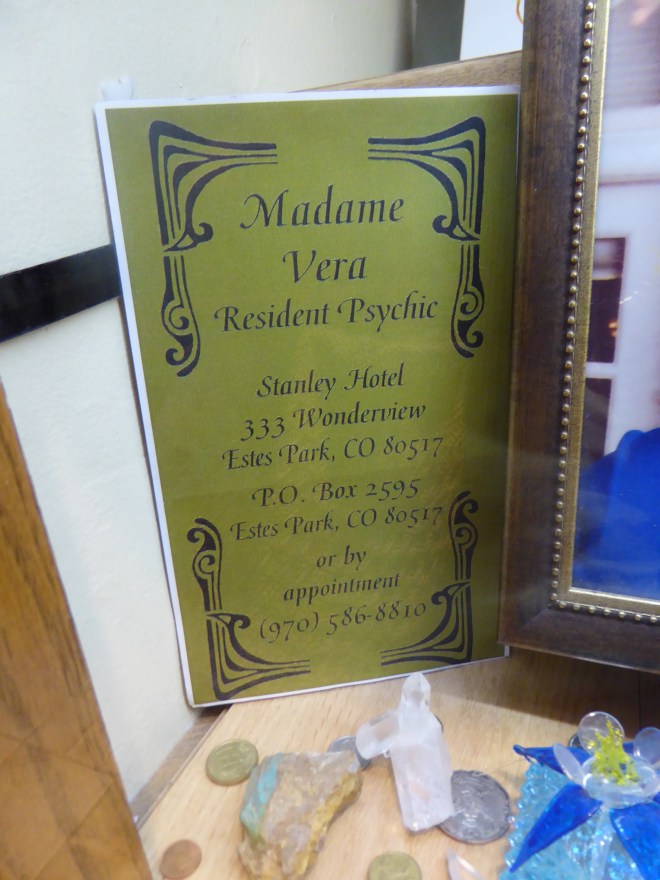 Madame
Vera
Resident Psychic
Stanley Hotel
333 Wonderview
Estes Park, CO 80517
P.O. Box 2595
Estes Park, CO 80517
or by
appointment
(970) 586-8810